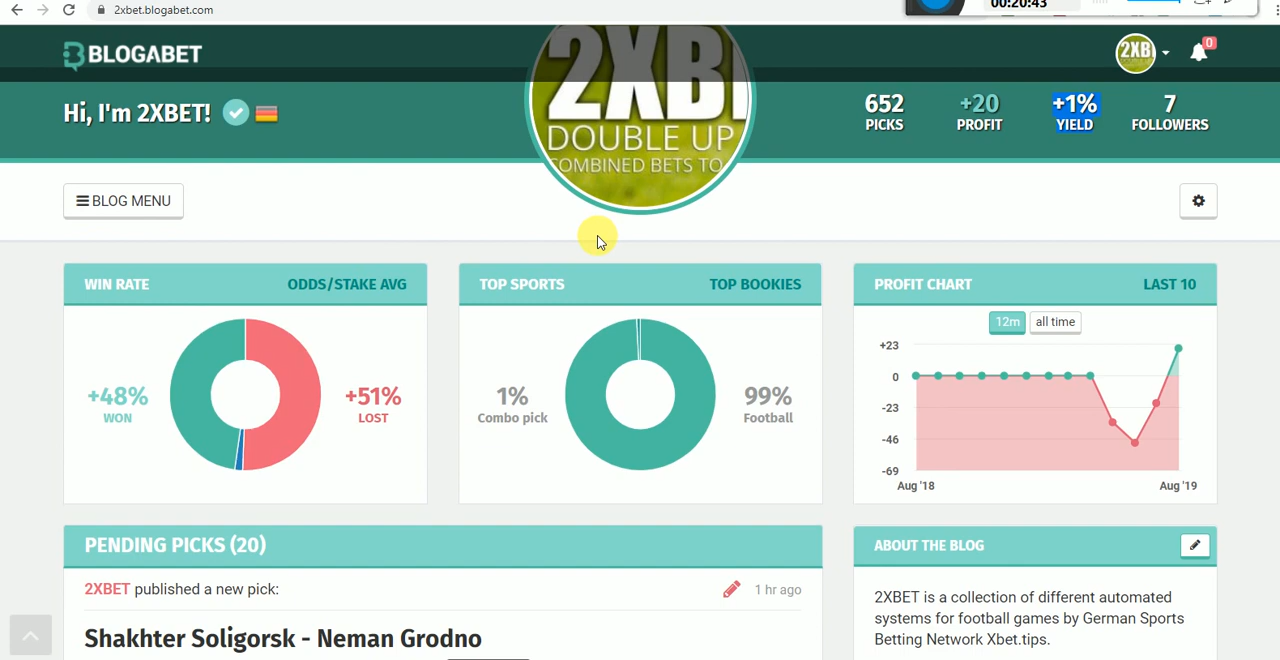 00:20:43
2xbet.blogabet.com
BLOGABET
2XBI
0
Hi, I'm 2XBET!
2XBI
DOUBLE UP
COMBINED BETS TO
652
PICKS
+20
PROFIT
+1%
YIELD
7
FOLLOWERS
BLOG MENU
WIN RATE
ODDS/STAKE AVG
+48%
WON
+51%
LOST
TOP SPORTS
TOP BOOKIES
1%
Combo pick
99%
Football
PROFIT CHART
LAST 10
12m
all time
+23
0
-23
-46
-69
Aug '18
Aug '19
PENDING PICKS (20)
2XBET published a new pick:
1 hr ago
Shakhter Soligorsk - Neman Grodno
ABOUT THE BLOG
2XBET is a collection of different automated
systems for football games by German Sports
Betting Network Xbet.tips.